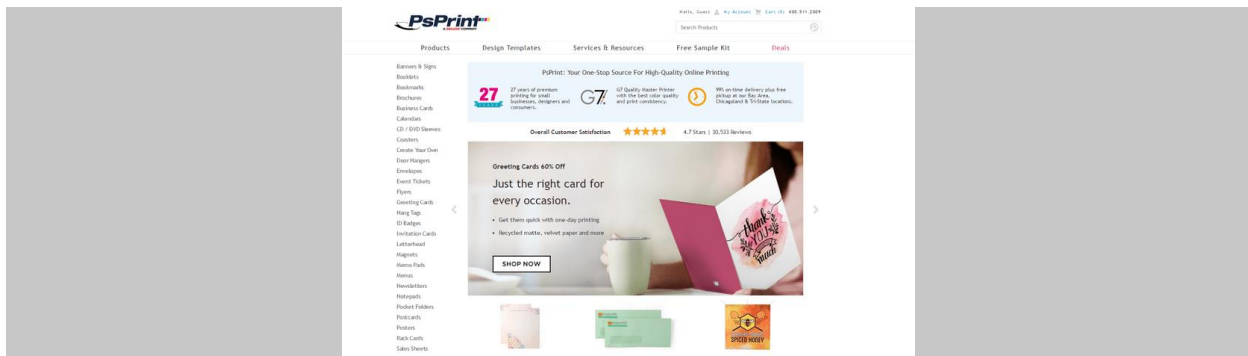 Hello, Guest My Account Cart (0) 800.511.2009
PsPrint
Search Products
Products Design Templates Services & Resources Free Sample Kit Deals
Banners & Signs
Booklets
Bookmarks
Brochures
Business Cards
Calendars
CD / DVD Sleeves
Coasters
Create Your Own
Door Hangers
Envelopes
Event Tickets
Flyers
Greeting Cards
Hang Tags
ID Badges
Invitation Cards
Letterhead
Magnets
Memo Pads
Menus
Newsletters
Notepads
Pocket Folders
Postcards
Posters
Rack Cards
Sales Sheets
PsPrint: Your One-Stop Source For High-Quality Online Printing
27 YEARS
27 years of premium
printing for small
businesses, designers and
consumers.
G7
G7 Quality Master Printer
with the best color quality
and print consistency.
99% on-time delivery plus free
pickup at our Bay Area,
Chicagoland & Tri-State locations.
Overall Customer Satisfaction 4.7 Stars | 30,533 Reviews
Greeting Cards 60% Off
Just the right card for
every occasion.
• Get them quick with one-day printing
• Recycled matte, velvet paper and more
SHOP NOW
thank
YOU
much
SPICED HONEY